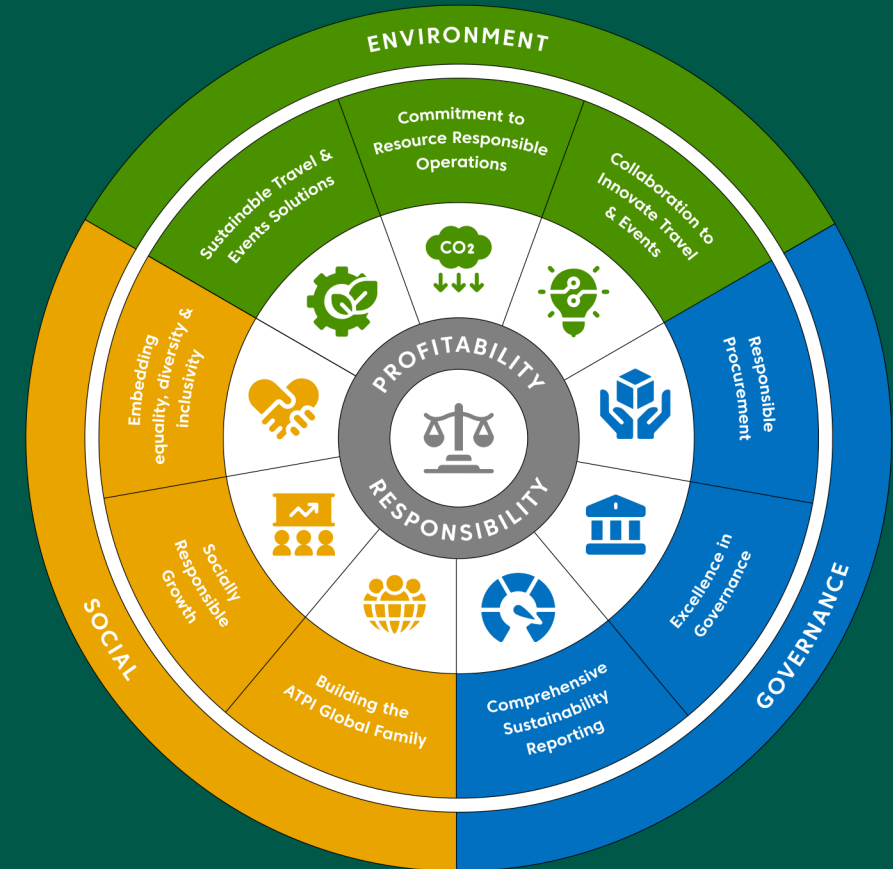 ENVIRONMENT
Sustainable Travel &
Events Solutions
Commitment to
Resource Responsible
Operations
Collaboration to
Innovate Travel
& Events
CO2
Embedding
equality, diversity &
inclusivity
Responsible
Procurement
PROFITABILITY
RESPONSIBILITY
Socially
Responsible
Growth
Excellence in
Governance
SOCIAL
GOVERNANCE
Building the
ATPI Global Family
Comprehensive
Sustainability
Reporting